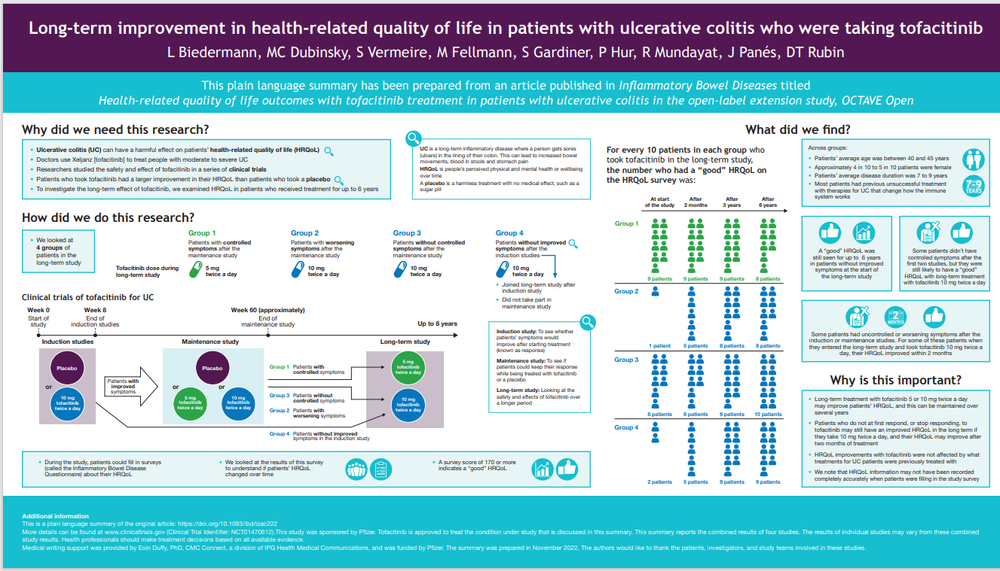 Long-term improvement in health-related quality of life in patients with ulcerative colitis who were taking tofacitinib
L Biedermann, MC Dubinsky, S Vermeire, M Fellmann, S Gardiner, P Hur, R Mundayat, J Panés, DT Rubin
This plain language summary has been prepared from an article published in Inflammatory Bowel Diseases titled
Health-related quality of life outcomes with tofacitinib treatment in patients with ulcerative colitis in the open-label extension study, OCTAVE Open
Why did we need this research?
• Ulcerative colitis (UC) can have a harmful effect on patients' health-related quality of life (HRQoL)
• Doctors use Xeljanz [tofacitinib] to treat people with moderate to severe UC
• Researchers studied the safety and effect of tofacitinib in a series of clinical trials
• Patients who took tofacitinib had a larger improvement in their HRQoL than patients who took a placebo
• To investigate the long-term effect of tofacitinib, we examined HRQoL in patients who received treatment for up to 6 years
UC is a long-term inflammatory disease where a person gets sores
(ulcers) in the lining of their colon. This can lead to increased bowel
movements, blood in stools and stomach pain
HRQoL is people's perceived physical and mental health or wellbeing
over time
A placebo is a harmless treatment with no medical effect, such as a
sugar pill
How did we do this research?
• We looked at
4 groups of
patients in the
long-term study
Tofacitinib dose during
long-term study
Group 1
Patients with controlled
symptoms after the
maintenance study
5 mg
twice a day
Group 2
Patients with worsening
symptoms after the
maintenance study
10 mg
twice a day
Group 3
Patients without controlled
symptoms after the
maintenance study
10 mg
twice a day
Group 4
Patients without improved
symptoms after the
induction studies
10 mg
twice a day
• Joined long-term study after
induction study
• Did not take part in
maintenance study
Clinical trials of tofacitinib for UC
Week 0
Start of
study
Week 8
End of
induction studies
Week 60 (approximately)
End of
maintenance study
Up to 8 years
Induction studies
Maintenance study
Long-term study
Placebo
or
10 mg
tofacitinib
twice a day
Patients with
improved
symptoms
Placebo
or
or
5 mg
tofacitinib
twice a day
10 mg
tofacitinib
twice a day
Group 1 Patients with
controlled symptoms
Group 3 Patients without
controlled symptoms
Group 2 Patients with
worsening symptoms
Group 4 Patients without improved
symptoms in the induction study
5 mg
tofacitinib
twice a day
10 mg
tofacitinib
twice a day
Induction study: To see whether
patients' symptoms would
improve after starting treatment
(known as response)
Maintenance study: To see if
patients could keep their response
while being treated with tofacitinib
or a placebo
Long-term study: Looking at the
safety and effects of tofacitinib over
a longer period
• During the study, patients could fill in surveys
(called the Inflammatory Bowel Disease
Questionnaire) about their HRQoL
• We looked at the results of this survey
to understand if patients' HRQoL
changed over time
• A survey score of 170 or more
indicates a "good" HRQoL
What did we find?
For every 10 patients in each group who
took tofacitinib in the long-term study,
the number who had a "good" HRQoL on
the HRQoL survey was:
At start
of the study
After
2 months
After
3 years
After
6 years
Group 1
9 patients 9 patients 9 patients 8 patients
Group 2
1 patient 5 patients 8 patients 8 patients
Group 3
8 patients 8 patients 9 patients 10 patients
Group 4
2 patients 5 patients 9 patients 9 patients
Across groups:
• Patients' average age was between 40 and 45 years
• Approximately 4 in 10 to 5 in 10 patients were female
• Patients' average disease duration was 7 to 9 years
• Most patients had previous unsuccessful treatment
with therapies for UC that change how the immune
system works
7-9
YEARS
A "good" HRQoL was
still seen for up to 6 years
in patients without improved
symptoms at the start of
the long-term study
Some patients didn't have
controlled symptoms after the
first two studies, but they were
still likely to have a "good"
HRQoL with long-term treatment
with tofacitinib 10 mg twice a day
2
MONTHS
Some patients had uncontrolled or worsening symptoms after the
induction or maintenance studies. For some of these patients when
they entered the long-term study and took tofacitinib 10 mg twice a
day, their HRQoL improved within 2 months
Why is this important?
• Long-term treatment with tofacitinib 5 or 10 mg twice a day
may improve patients' HRQoL, and this can be maintained over
several years
• Patients who do not at first respond, or stop responding, to
tofacitinib may still have an improved HRQoL in the long term if
they take 10 mg twice a day, and their HRQoL may improve after
two months of treatment
• HRQoL improvements with tofacitinib were not affected by what
treatments for UC patients were previously treated with
• We note that HRQoL information may not have been recorded
completely accurately when patients were filling in the study survey
Additional information
This is a plain language summary of the original article: https://doi.org/10.1093/ibd/izac222
More details can be found at www.clinicaltrials.gov (Clinical Trial Identifier: NCT01470612).This study was sponsored by Pfizer. Tofacitinib is approved to treat the condition under study that is discussed in this summary. This summary reports the combined results of four studies. The results of individual studies may vary from these combined
study results. Health professionals should make treatment decisions based on all available evidence.
Medical writing support was provided by Eoin Duffy, PhD, CMC Connect, a division of IPG Health Medical Communications, and was funded by Pfizer. The summary was prepared in November 2022. The authors would like to thank the patients, investigators, and study teams involved in these studies.